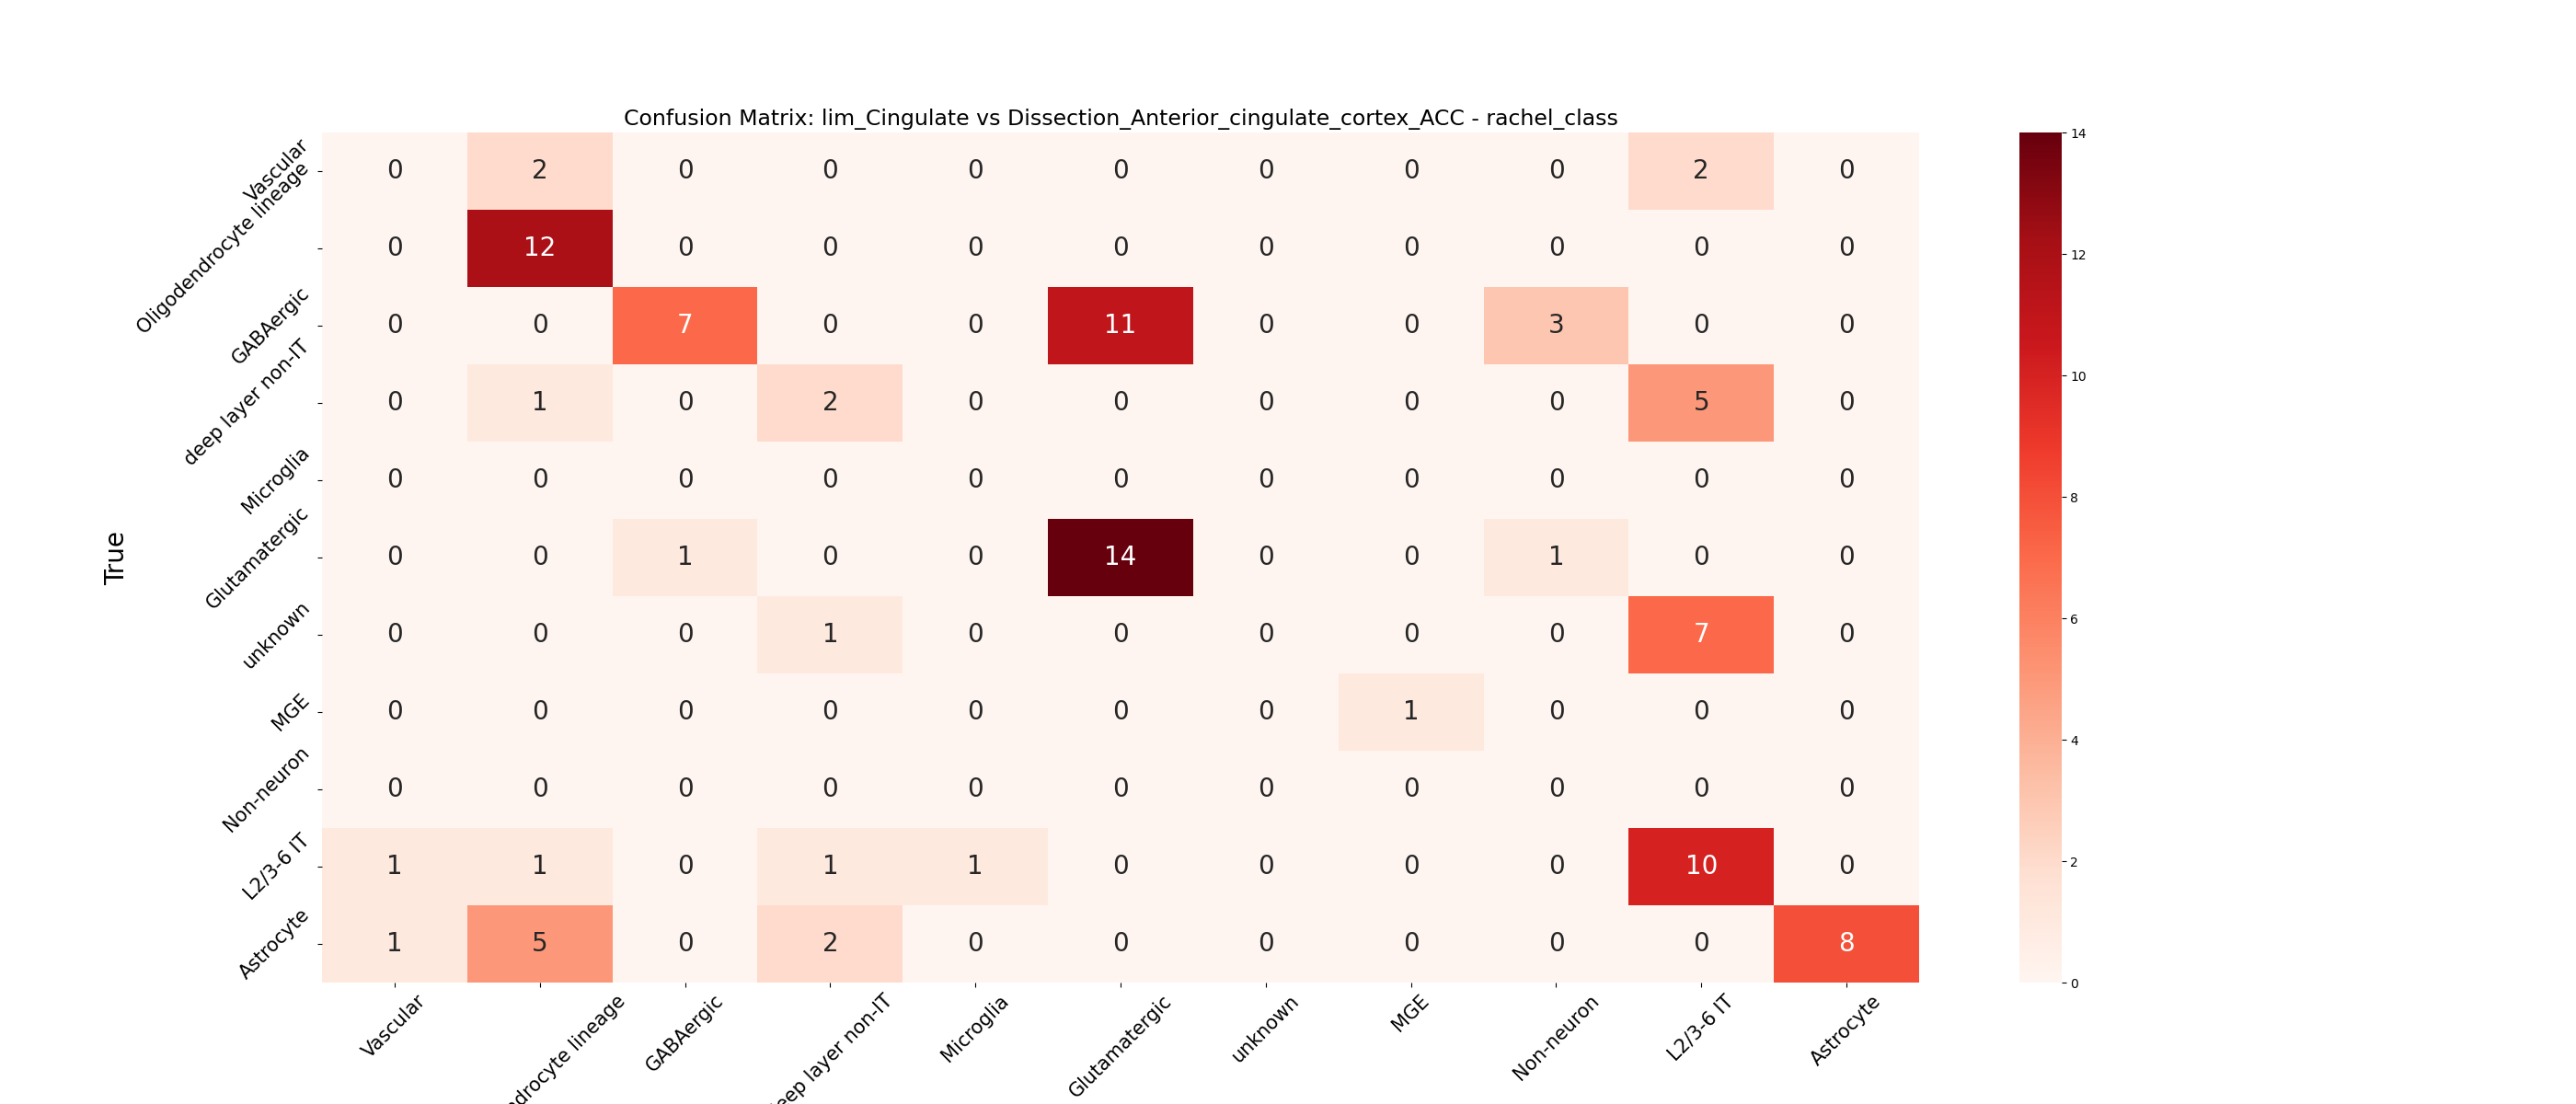 Confusion Matrix: lim_Cingulate vs Dissection_Anterior_cingulate_cortex_ACC - rachel_class
True
Vascular 0 2 0 0 0 0 0 0 0 2 0
Oligodendrocyte lineage 0 12 0 0 0 0 0 0 0 0 0
GABAergic 0 0 7 0 0 11 0 0 3 0 0
deep layer non-IT 0 1 0 2 0 0 0 0 0 5 0
Microglia 0 0 0 0 0 0 0 0 0 0 0
Glutamatergic 0 0 1 0 0 14 0 0 1 0 0
unknown 0 0 0 1 0 0 0 0 0 7 0
MGE 0 0 0 0 0 0 0 1 0 0 0
Non-neuron 0 0 0 0 0 0 0 0 0 0 0
L2/3-6 IT 1 1 0 1 1 0 0 0 0 10 0
Astrocyte 1 5 0 2 0 0 0 0 0 0 8
Vascular
lineage
GABAergic
layer non-IT
Microglia
Glutamatergic
unknown
MGE
Non-neuron
L2/3-6 IT
Astrocyte
14
12
10
8
6
4
2
0